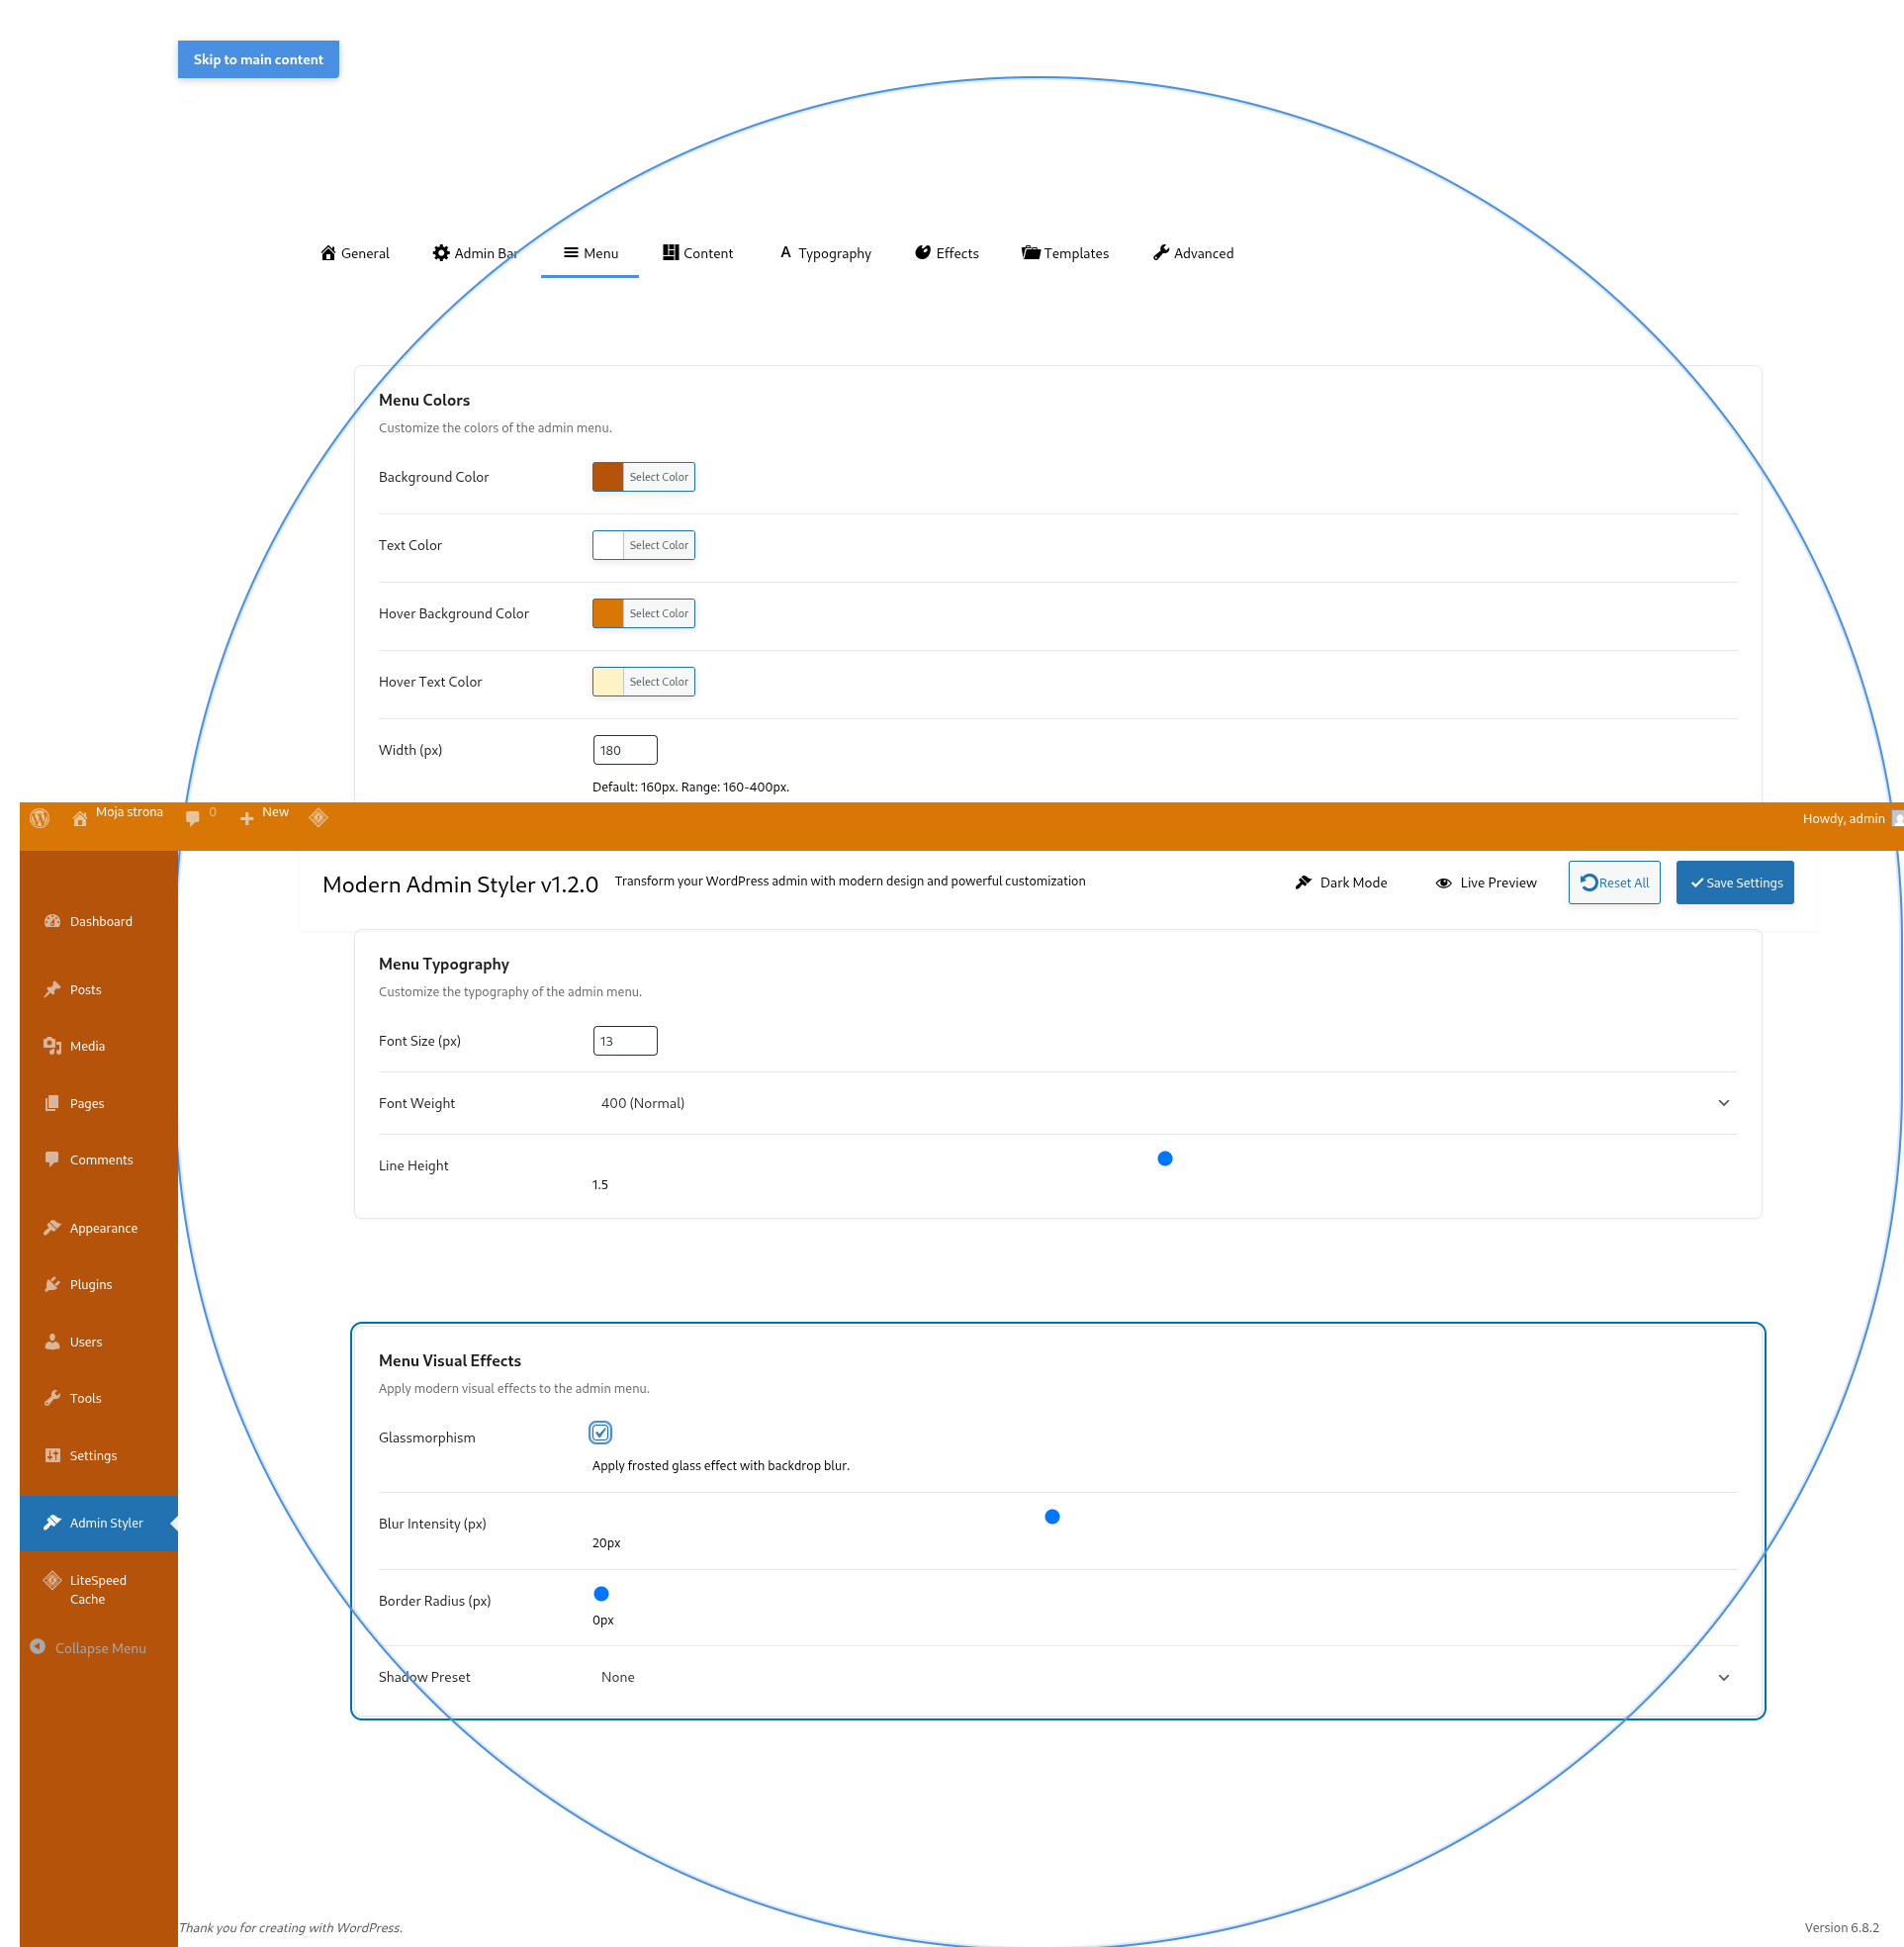 Skip to main content
General
Admin Bar
Menu
Content
Typography
Effects
Templates
Advanced
Menu Colors
Customize the colors of the admin menu.
Background Color
Select Color
Text Color
Select Color
Hover Background Color
Select Color
Hover Text Color
Select Color
Width (px)
180
Default: 160px. Range: 160-400px.
Moja strona
0
New
Howdy, admin
Modern Admin Styler v1.2.0
Transform your WordPress admin with modern design and powerful customization
Dark Mode
Live Preview
Reset All
Save Settings
Dashboard
Posts
Media
Pages
Comments
Appearance
Plugins
Users
Tools
Settings
Admin Styler
LiteSpeed
Cache
Collapse Menu
Menu Typography
Customize the typography of the admin menu.
Font Size (px)
13
Font Weight
400 (Normal)
Line Height
1.5
Menu Visual Effects
Apply modern visual effects to the admin menu.
Glassmorphism
Apply frosted glass effect with backdrop blur.
Blur Intensity (px)
20px
Border Radius (px)
0px
Shadow Preset
None
Thank you for creating with WordPress.
Version 6.8.2